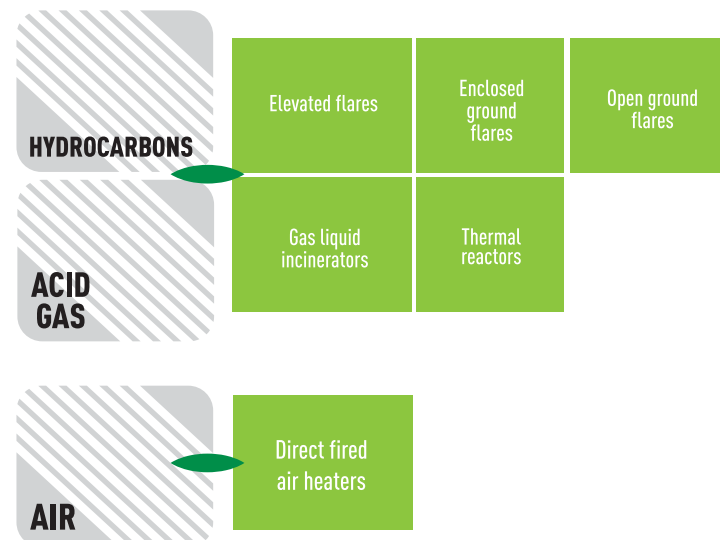 HYDROCARBONS
Elevated flares
Enclosed
ground
flares
Open ground
flares
ACID
GAS
Gas liquid
incinerators
Thermal
reactors
AIR
Direct fired
air heaters